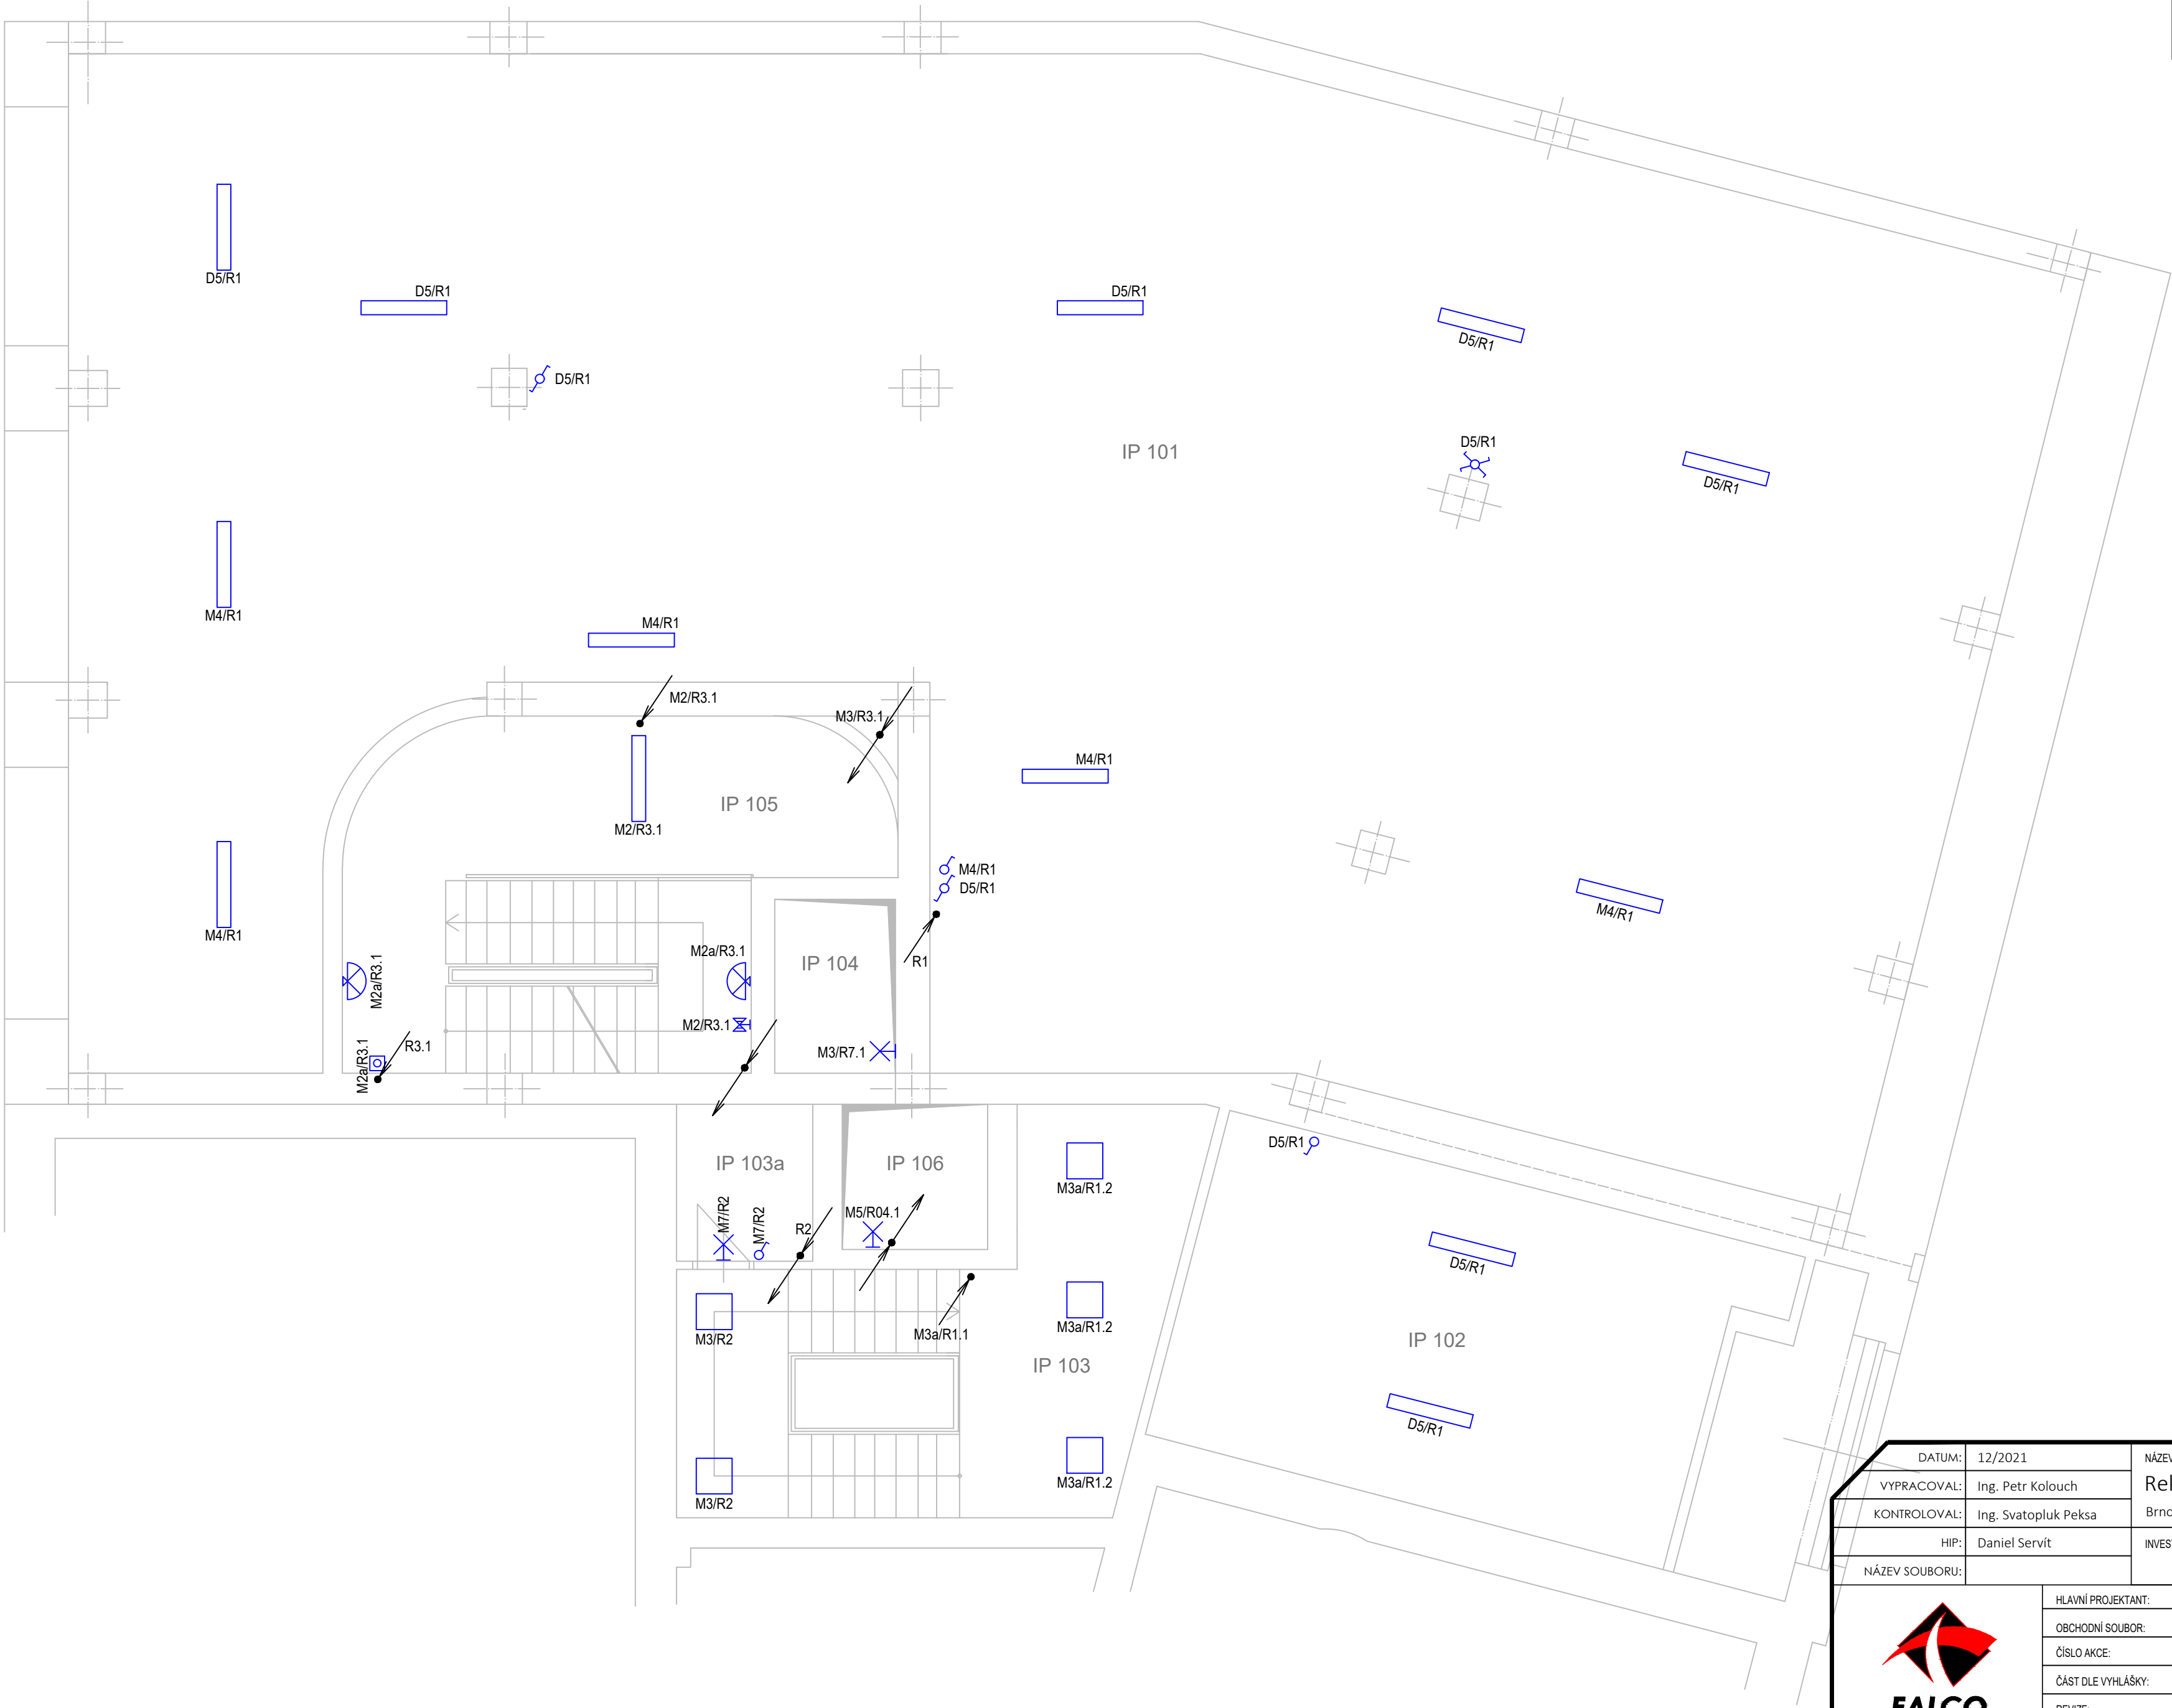 D5/R1
D5/R1
D5/R1
D5/R1
D5/R1
D5/R1
IP 101
D5/R1
M4/R1
M4/R1
M2/R3.1
M3/R3.1
M4/R1
IP 105
M2/R3.1
M4/R1
D5/R1
M4/R1
M4/R1
M2a/R3.1
M2a/R3.1
IP 104
R1
M2/R3.1
R3.1
M2a/R3.1
M3/R7.1
D5/R1
IP 103a
IP 106
M3a/R1.2
M7/R2
M7/R2
R2
M5/R04.1
D5/R1
M3/R2
M3a/R1.1
M3a/R1.2
IP 102
IP 103
D5/R1
M3/R2
M3a/R1.2
DATUM: 12/2021
VYPRACOVAL: Ing. Petr Kolouch
KONTROLOVAL: Ing. Svatopluk Peksa
HIP: Daniel Servít
NÁZEV SOUBORU:
HLAVNÍ PROJEKTANT:
OBCHODNÍ SOUBOR:
ČÍSLO AKCE:
ČÁST DLE VYHLÁŠKY:
FALCO